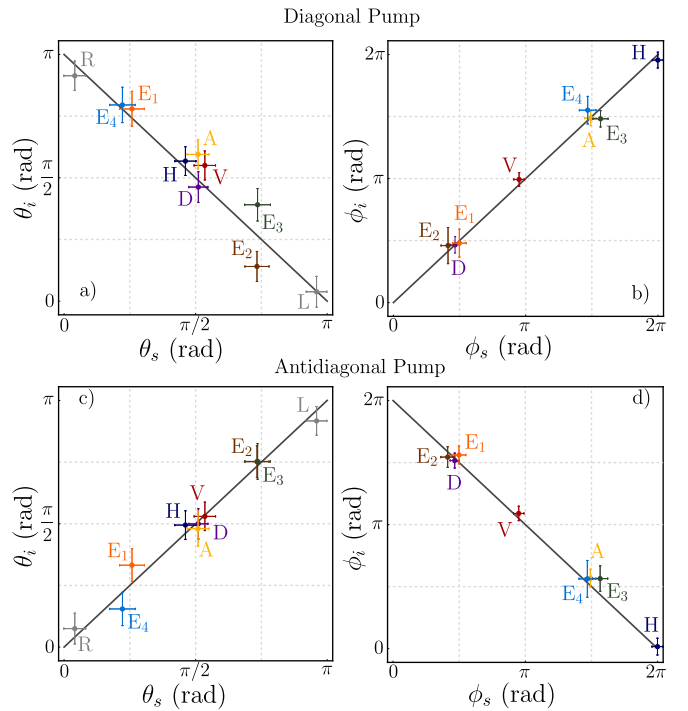 Diagonal Pump
π
R
E₁
E₄
A
H
V
π/2
D
E₃
E₂
L
0
a)
0
π/2
π
θᵢ (rad)
θₛ (rad)
2π
H
E₄
A
E₃
V
π
E₁
E₂
D
0
b)
0
π
2π
ϕᵢ (rad)
ϕₛ (rad)
Antidiagonal Pump
c)
L
π
E₂
E₃
V
H
D
π/2
A
E₁
E₄
R
0
0
π/2
π
θᵢ (rad)
θₛ (rad)
d)
2π
E₁
E₂
D
π
V
A
E₄
E₃
H
0
0
π
2π
ϕᵢ (rad)
ϕₛ (rad)